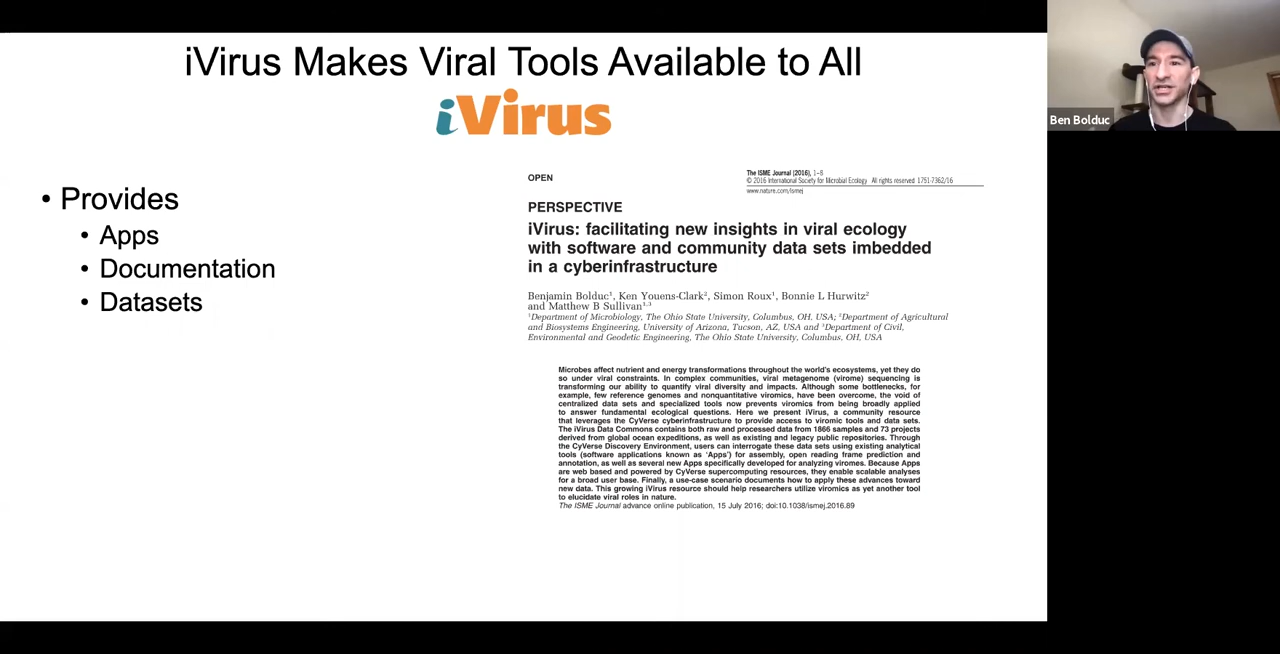 iVirus Makes Viral Tools Available to All
iVirus
• Provides
• Apps
• Documentation
• Datasets
OPEN
The ISME Journal (2016), 1–8
© 2016 International Society for Microbial Ecology All rights reserved 1751-7362/16
www.nature.com/ismej
PERSPECTIVE
iVirus: facilitating new insights in viral ecology
with software and community data sets imbedded
in a cyberinfrastructure
Benjamin Bolduc¹, Ken Youens-Clark², Simon Roux¹, Bonnie L Hurwitz²
and Matthew B Sullivan¹,³
¹Department of Microbiology, The Ohio State University, Columbus, OH. USA; ²Department of Agricultural
and Biosystems Engineering, University of Arizona, Tucson, AZ, USA and ³Department of Civil,
Environmental and Geodetic Engineering, The Ohio State University, Columbus, OH, USA
Microbes affect nutrient and energy transformations throughout the world's ecosystems, yet they do
so under viral constraints. In complex communities, viral metagenome (virome) sequencing is
transforming our ability to quantify viral diversity and impacts. Although some bottlenecks, for
example, few reference genomes and nonquantitative viromics, have been overcome, the void of
centralized data sets and specialized tools now prevents viromics from being broadly applied
to answer fundamental ecological questions. Here we present iVirus, a community resource
that leverages the CyVerse cyberinfrastructure to provide access to viromic tools and data sets.
The iVirus Data Commons contains both raw and processed data from 1866 samples and 73 projects
derived from global ocean expeditions, as well as existing and legacy public repositories. Through
the CyVerse Discovery Environment, users can interrogate these data sets using existing analytical
tools (software applications known as 'Apps') for assembly, open reading frame prediction and
annotation, as well as several new Apps specifically developed for analyzing viromes. Because Apps
are web based and powered by CyVerse supercomputing resources, they enable scalable analyses
for a broad user base. Finally, a use-case scenario documents how to apply these advances toward
new data. This growing iVirus resource should help researchers utilize viromics as yet another tool
to elucidate viral roles in nature.
The ISME Journal advance online publication, 15 July 2016; doi:10.1038/ismej.2016.89
Ben Bolduc